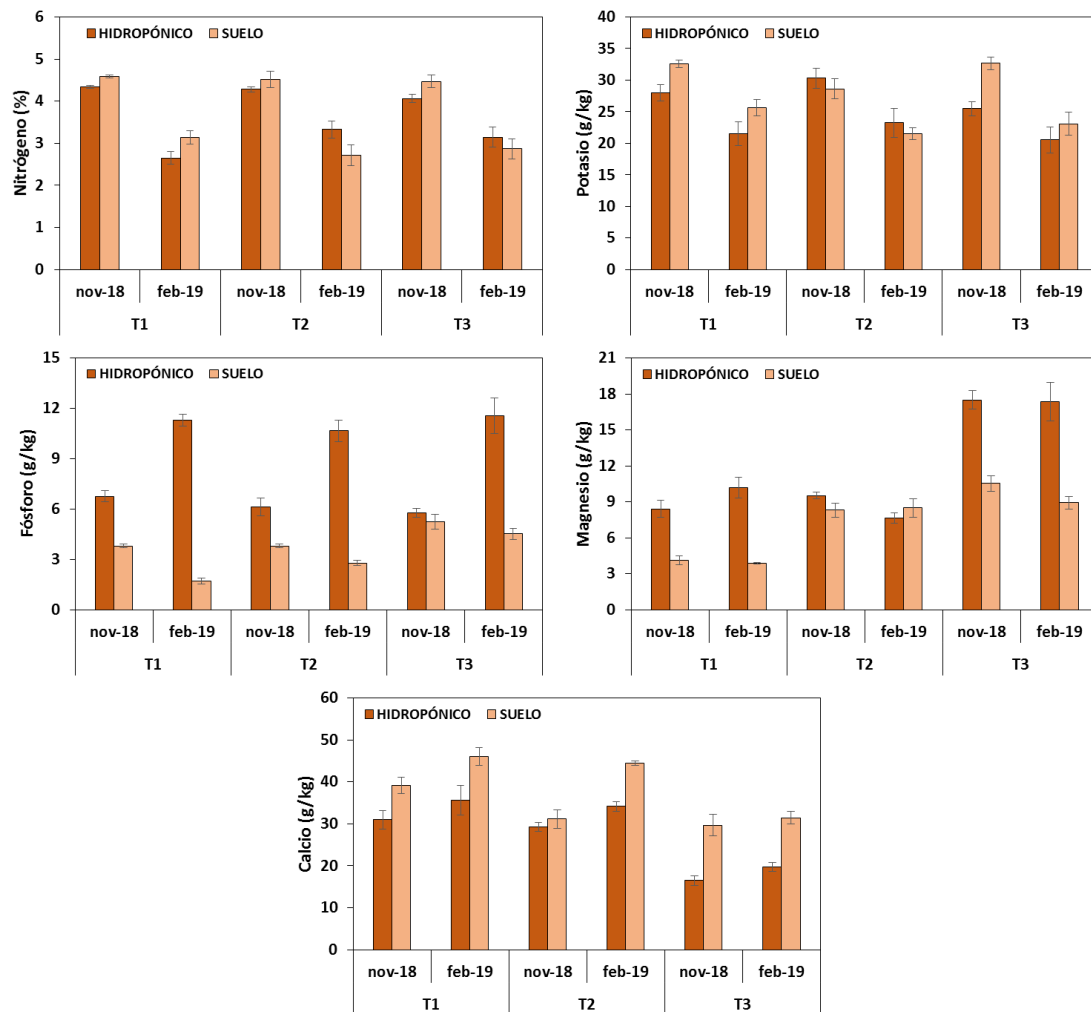 Nitrógeno (%)
HIDROPÓNICO SUELO
6
5
4
3
2
1
0
nov-18 feb-19 nov-18 feb-19 nov-18 feb-19
T1 T2 T3
Potasio (g/kg)
HIDROPÓNICO SUELO
40
35
30
25
20
15
10
5
0
nov-18 feb-19 nov-18 feb-19 nov-18 feb-19
T1 T2 T3
Fósforo (g/kg)
HIDROPÓNICO SUELO
15
12
9
6
3
0
nov-18 feb-19 nov-18 feb-19 nov-18 feb-19
T1 T2 T3
Magnesio (g/kg)
HIDROPÓNICO SUELO
21
18
15
12
9
6
3
0
nov-18 feb-19 nov-18 feb-19 nov-18 feb-19
T1 T2 T3
Calcio (g/kg)
HIDROPÓNICO SUELO
60
50
40
30
20
10
0
nov-18 feb-19 nov-18 feb-19 nov-18 feb-19
T1 T2 T3